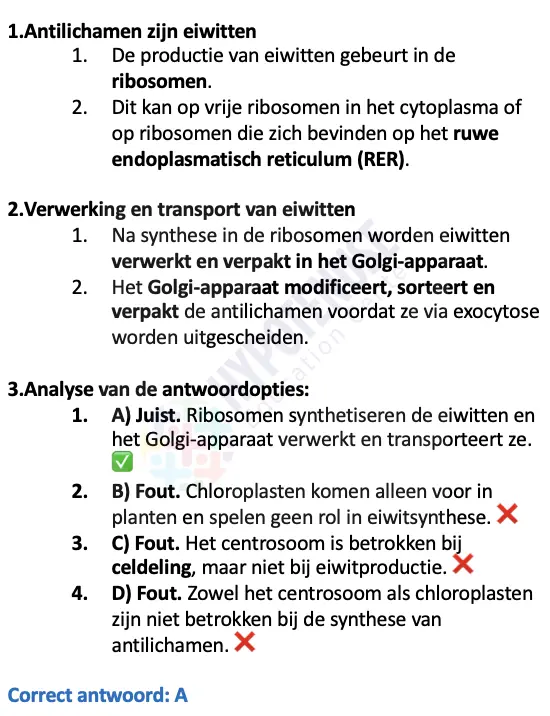 1.Antilichamen zijn eiwitten
1. De productie van eiwitten gebeurt in de
ribosomen.
2. Dit kan op vrije ribosomen in het cytoplasma of
op ribosomen die zich bevinden op het ruwe
endoplasmatisch reticulum (RER).
2.Verwerking en transport van eiwitten
1. Na synthese in de ribosomen worden eiwitten
verwerkt en verpakt in het Golgi-apparaat.
2. Het Golgi-apparaat modificeert, sorteert en
verpakt de antilichamen voordat ze via exocytose
worden uitgescheiden.
3.Analyse van de antwoordopties:
1. A) Juist. Ribosomen synthetiseren de eiwitten en
het Golgi-apparaat verwerkt en transporteert ze.
✅
2. B) Fout. Chloroplasten komen alleen voor in
planten en spelen geen rol in eiwitsynthese. ❌
3. C) Fout. Het centrosoom is betrokken bij
celdeling, maar niet bij eiwitproductie. ❌
4. D) Fout. Zowel het centrosoom als chloroplasten
zijn niet betrokken bij de synthese van
antilichamen. ❌
Correct antwoord: A